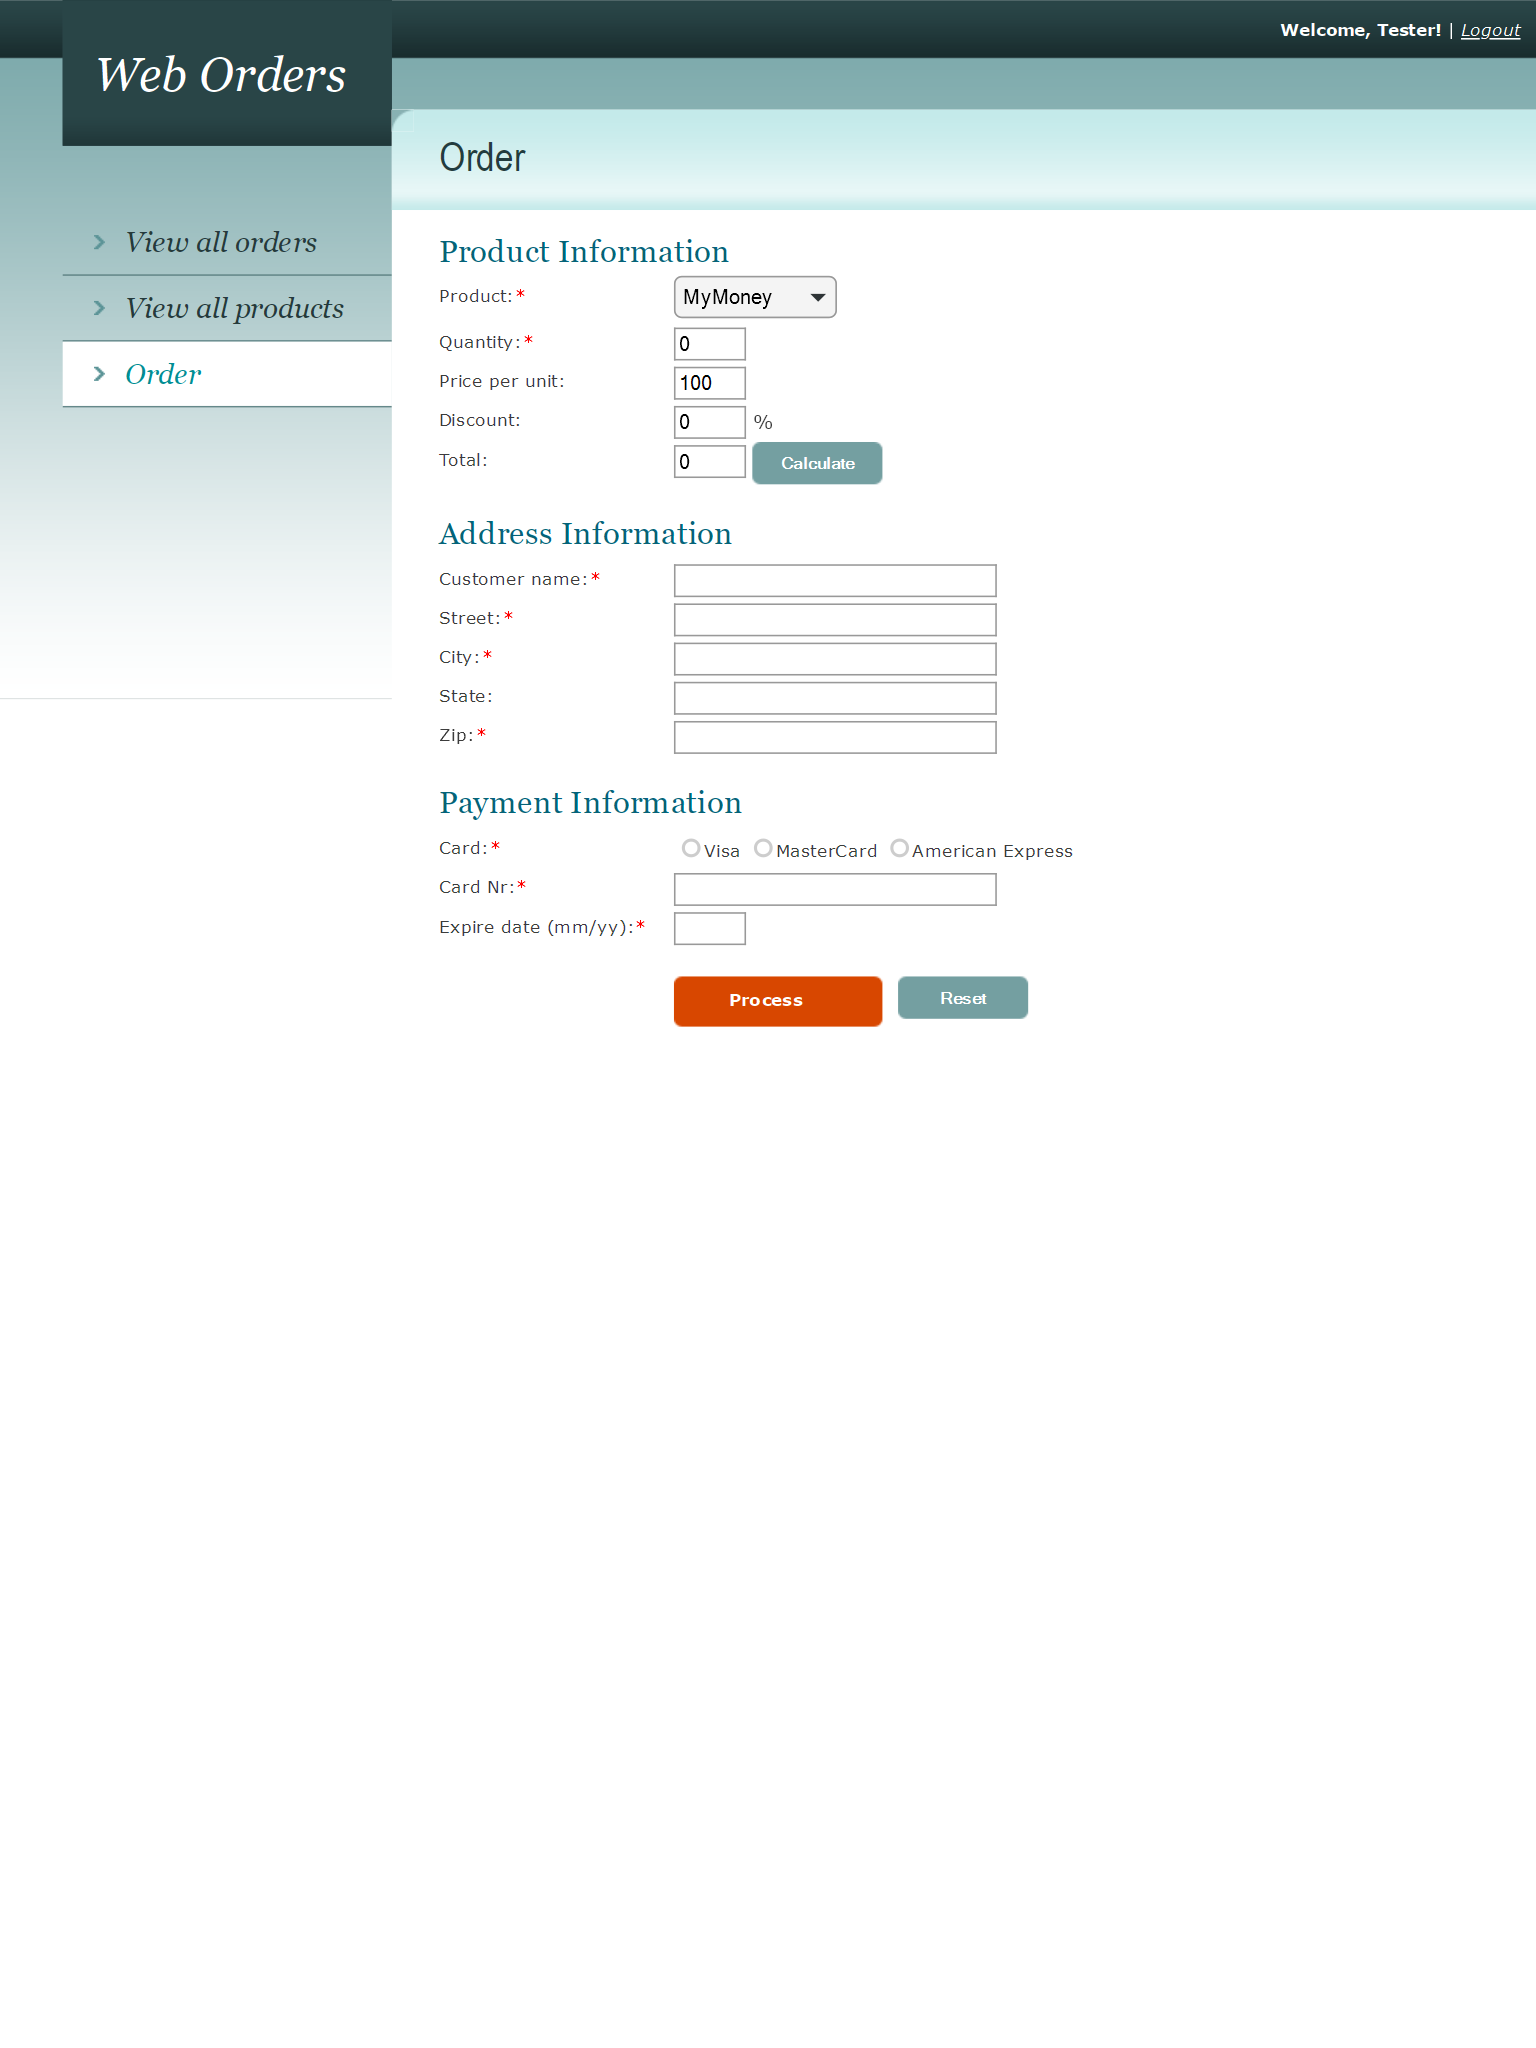 Welcome, Tester! | Logout
Web Orders
View all orders
View all products
Order
Order
Product Information
Product:* MyMoney
Quantity:* 0
Price per unit: 100
Discount: 0 %
Total: 0 Calculate
Address Information
Customer name:*
Street:*
City:*
State:
Zip:*
Payment Information
Card:* Visa MasterCard American Express
Card Nr:*
Expire date (mm/yy):*
Process Reset